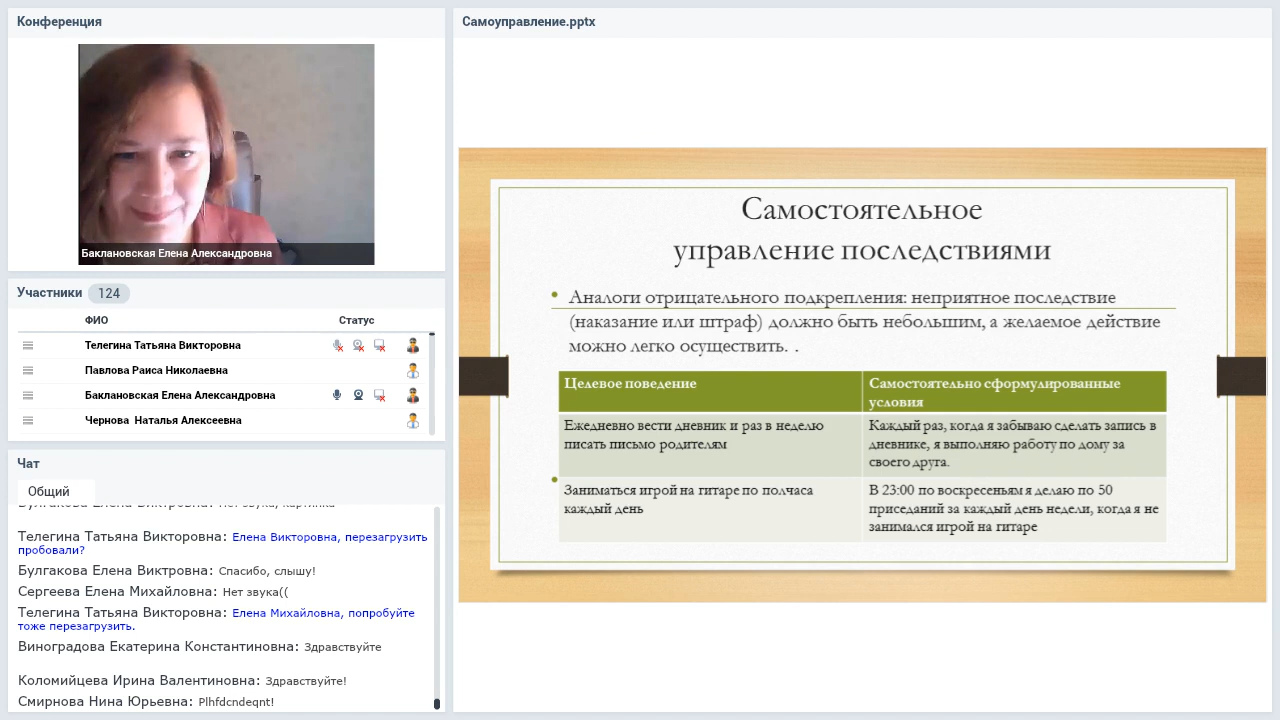 Конференция
Баклановская Елена Александровна
Участники 124
ФИО Статус
Телегина Татьяна Викторовна
Павлова Раиса Николаевна
Баклановская Елена Александровна
Чернова Наталья Алексеевна
Чат
Общий
Телегина Татьяна Викторовна: Елена Викторовна, перезагрузить
пробовали?
Булгакова Елена Виктровна: Спасибо, слышу!
Сергеева Елена Михайловна: Нет звука((
Телегина Татьяна Викторовна: Елена Михайловна, попробуйте
тоже перезагрузить.
Виноградова Екатерина Константиновна: Здравствуйте
Коломийцева Ирина Валентиновна: Здравствуйте!
Смирнова Нина Юрьевна: Plhfdcndeqnt!
Самоуправление.pptx
Самостоятельное
управление последствиями
• Аналоги отрицательного подкрепления: неприятное последствие
(наказание или штраф) должно быть небольшим, а желаемое действие
можно легко осуществить. .
Целевое поведение
Самостоятельно сформулированные
условия
Ежедневно вести дневник и раз в неделю
писать письмо родителям
Каждый раз, когда я забываю сделать запись в
дневнике, я выполняю работу по дому за
своего друга.
•
Заниматься игрой на гитаре по полчаса
каждый день
В 23:00 по воскресеньям я делаю по 50
приседаний за каждый день недели, когда я не
занимался игрой на гитаре